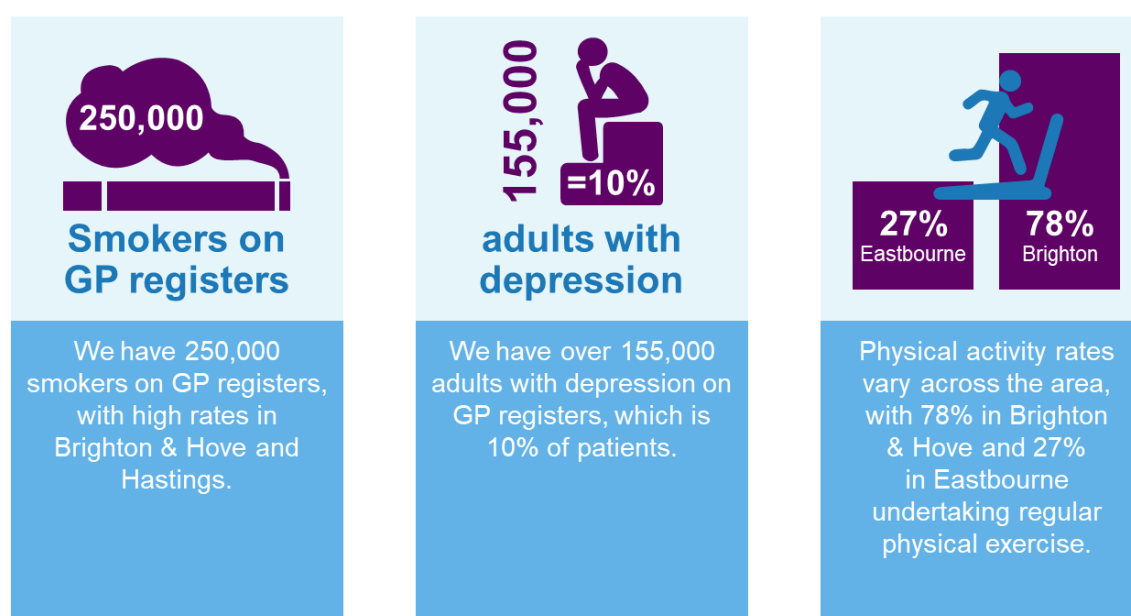 250,000
Smokers on
GP registers
We have 250,000
smokers on GP registers,
with high rates in
Brighton & Hove and
Hastings.
155,000
=10%
adults with
depression
We have over 155,000
adults with depression on
GP registers, which is
10% of patients.
27%
Eastbourne
78%
Brighton
Physical activity rates
vary across the area,
with 78% in Brighton
& Hove and 27%
in Eastbourne
undertaking regular
physical exercise.